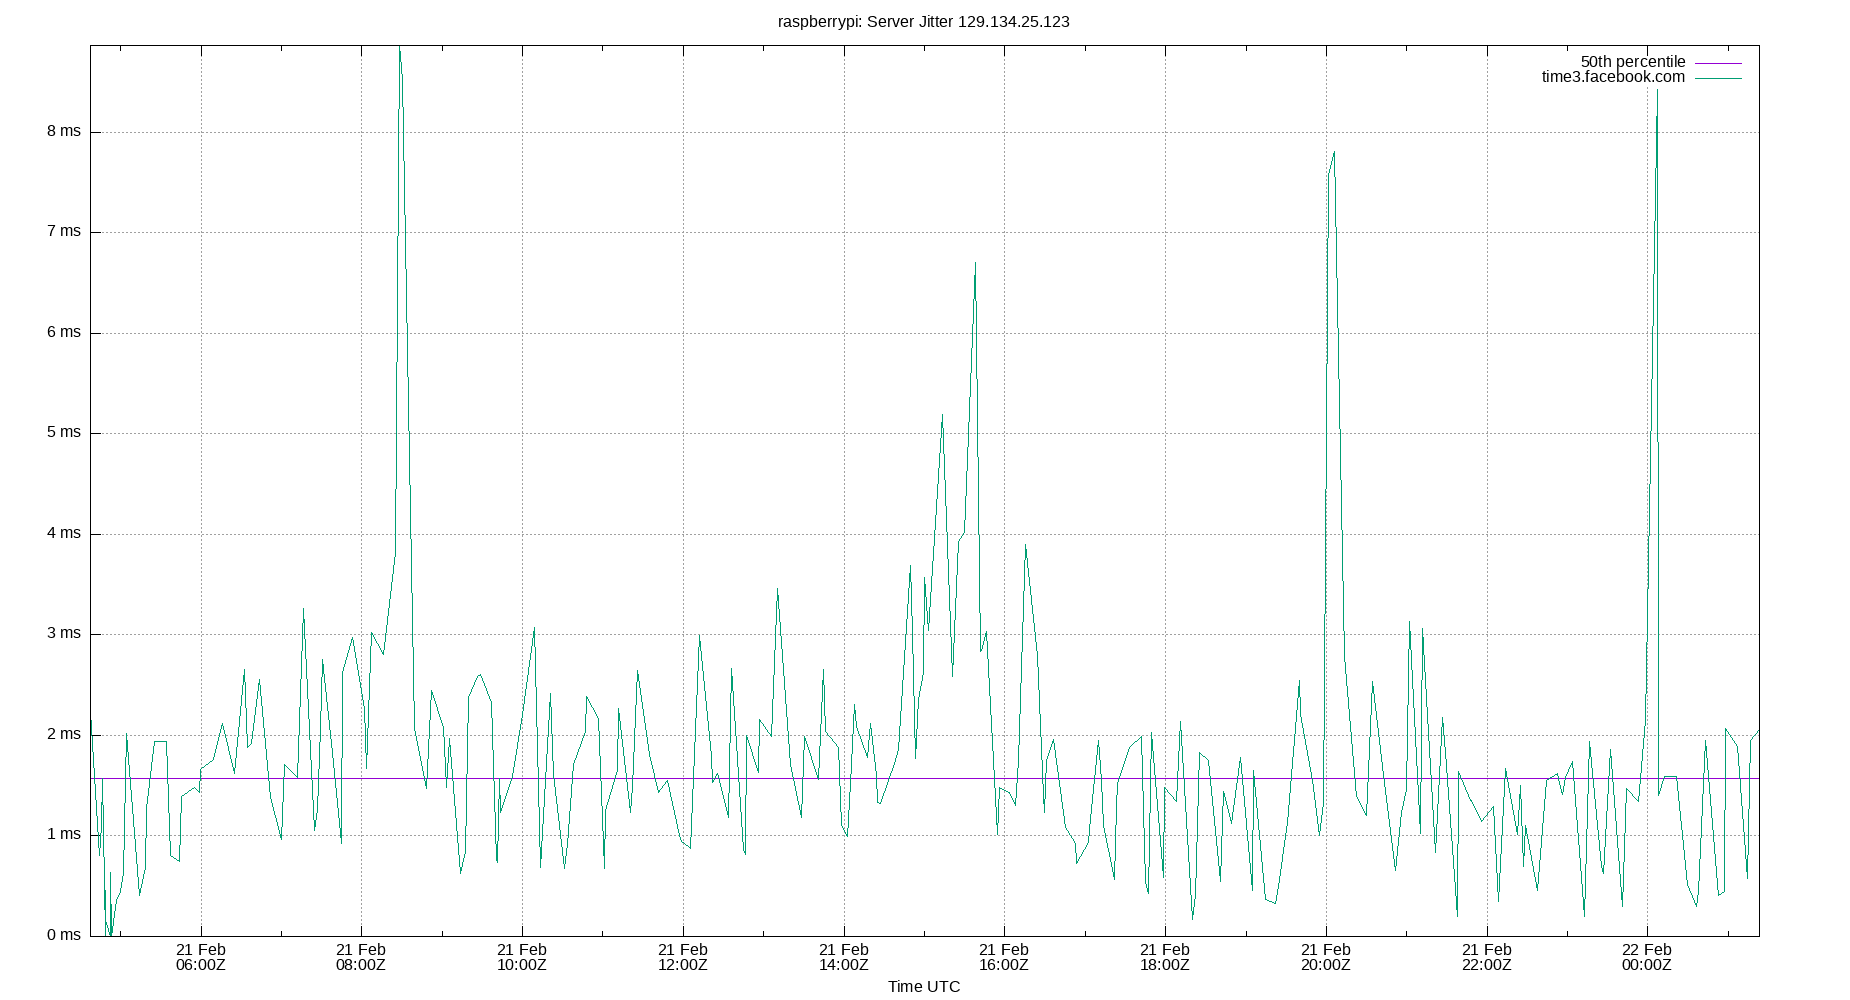 raspberrypi: Server Jitter 129.134.25.123
50th percentile
time3.facebook.com
8 ms
7 ms
6 ms
5 ms
4 ms
3 ms
2 ms
1 ms
0 ms
21 Feb 21 Feb 21 Feb 21 Feb 21 Feb 21 Feb 21 Feb 21 Feb 21 Feb 22 Feb
06:00Z 08:00Z 10:00Z 12:00Z 14:00Z 16:00Z 18:00Z 20:00Z 22:00Z 00:00Z
Time UTC